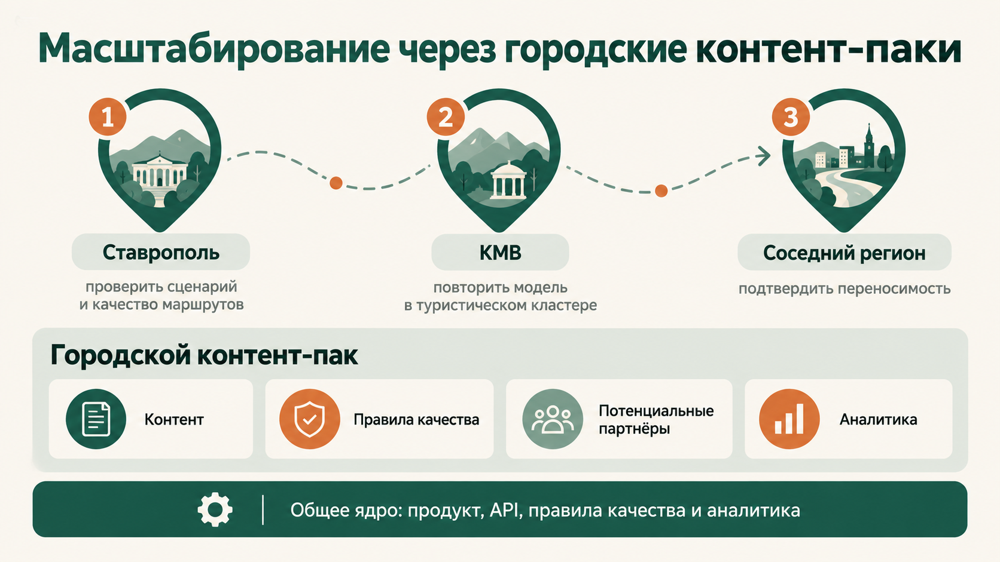 Масштабирование через городские контент-паки
1
2
3
Ставрополь
КМВ
Соседний регион
проверить сценарий
и качество маршрутов
повторить модель
в туристическом кластере
подтвердить переносимость
Городской контент-пак
Контент
Правила качества
Потенциальные
партнёры
Аналитика
Общее ядро: продукт, API, правила качества и аналитика